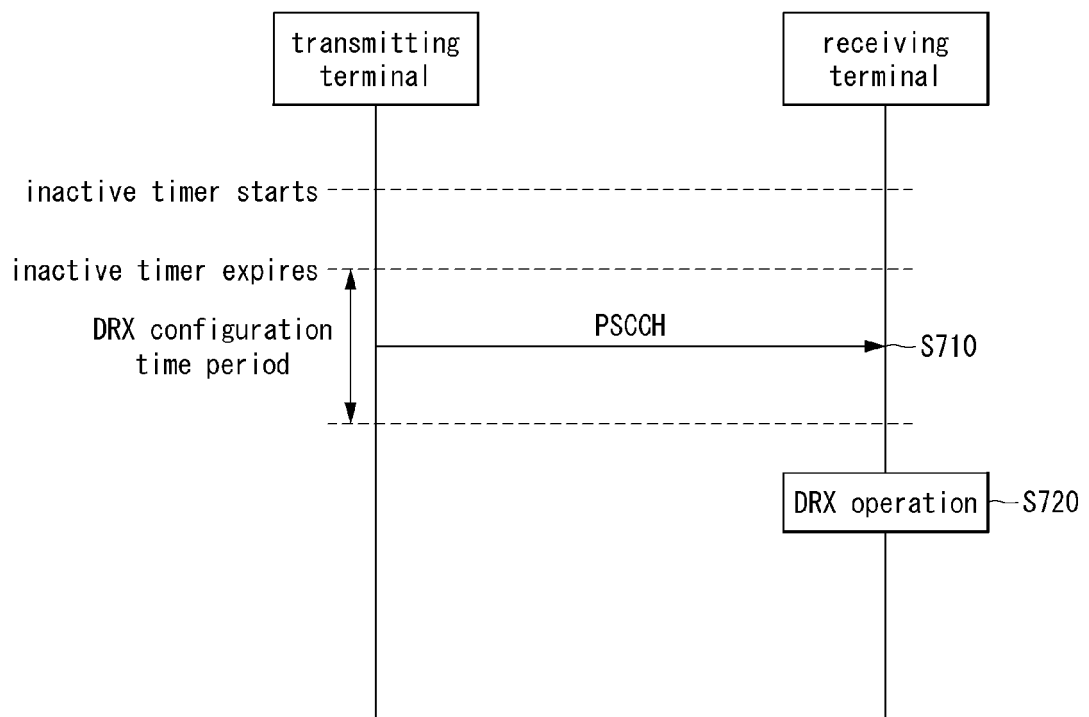 transmitting
terminal
receiving
terminal
inactive timer starts
inactive timer expires
DRX configuration
time period
PSCCH
S710
DRX operation
S720